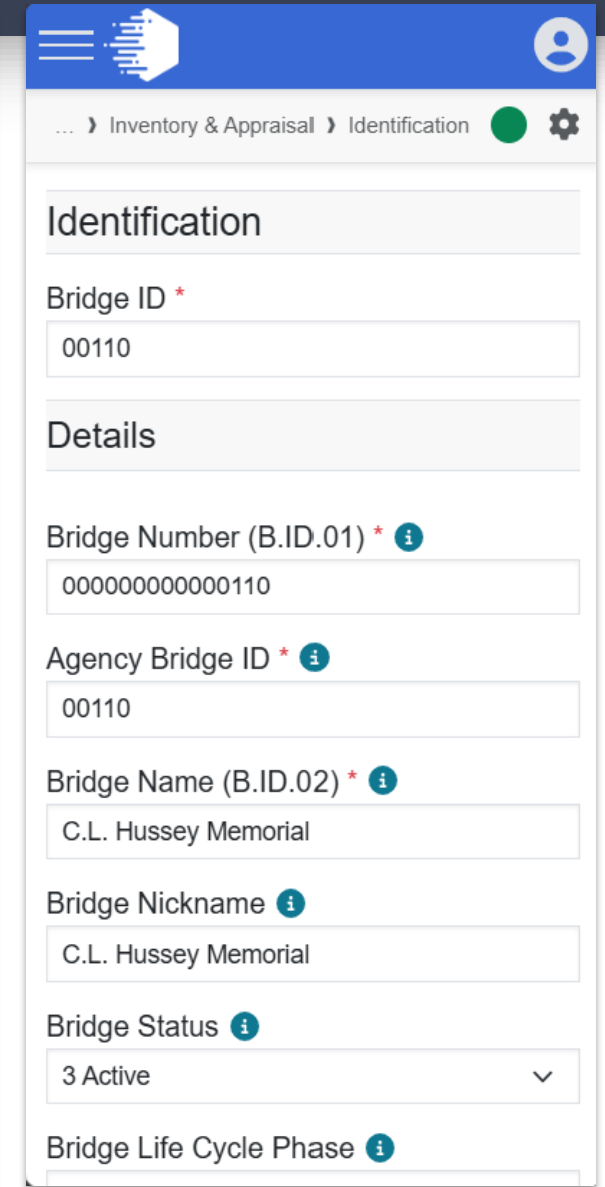 ... ❱ Inventory & Appraisal ❱ Identification
Identification
Bridge ID *
00110
Details
Bridge Number (B.ID.01) *
000000000000110
Agency Bridge ID *
00110
Bridge Name (B.ID.02) *
C.L. Hussey Memorial
Bridge Nickname
C.L. Hussey Memorial
Bridge Status
3 Active
Bridge Life Cycle Phase